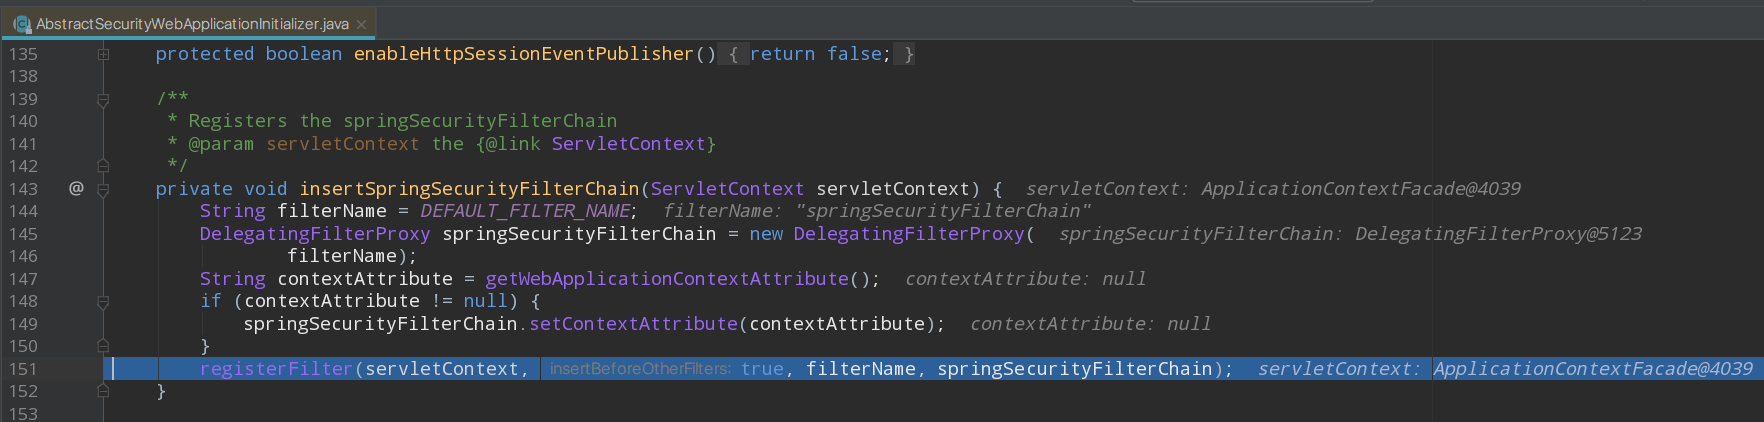 AbstractSecurityWebApplicationInitializer.java
135 protected boolean enableHttpSessionEventPublisher() { return false; }
138
139 /**
140 * Registers the springSecurityFilterChain
141 * @param servletContext the {@link ServletContext}
142 */
143 @ private void insertSpringSecurityFilterChain(ServletContext servletContext) { servletContext: ApplicationContextFacade@4039
144 String filterName = DEFAULT_FILTER_NAME; filterName: "springSecurityFilterChain"
145 DelegatingFilterProxy springSecurityFilterChain = new DelegatingFilterProxy( springSecurityFilterChain: DelegatingFilterProxy@5123
146 filterName);
147 String contextAttribute = getWebApplicationContextAttribute(); contextAttribute: null
148 if (contextAttribute != null) {
149 springSecurityFilterChain.setContextAttribute(contextAttribute); contextAttribute: null
150 }
151 registerFilter(servletContext, insertBeforeOtherFilters: true, filterName, springSecurityFilterChain); servletContext: ApplicationContextFacade@4039
152 }
153